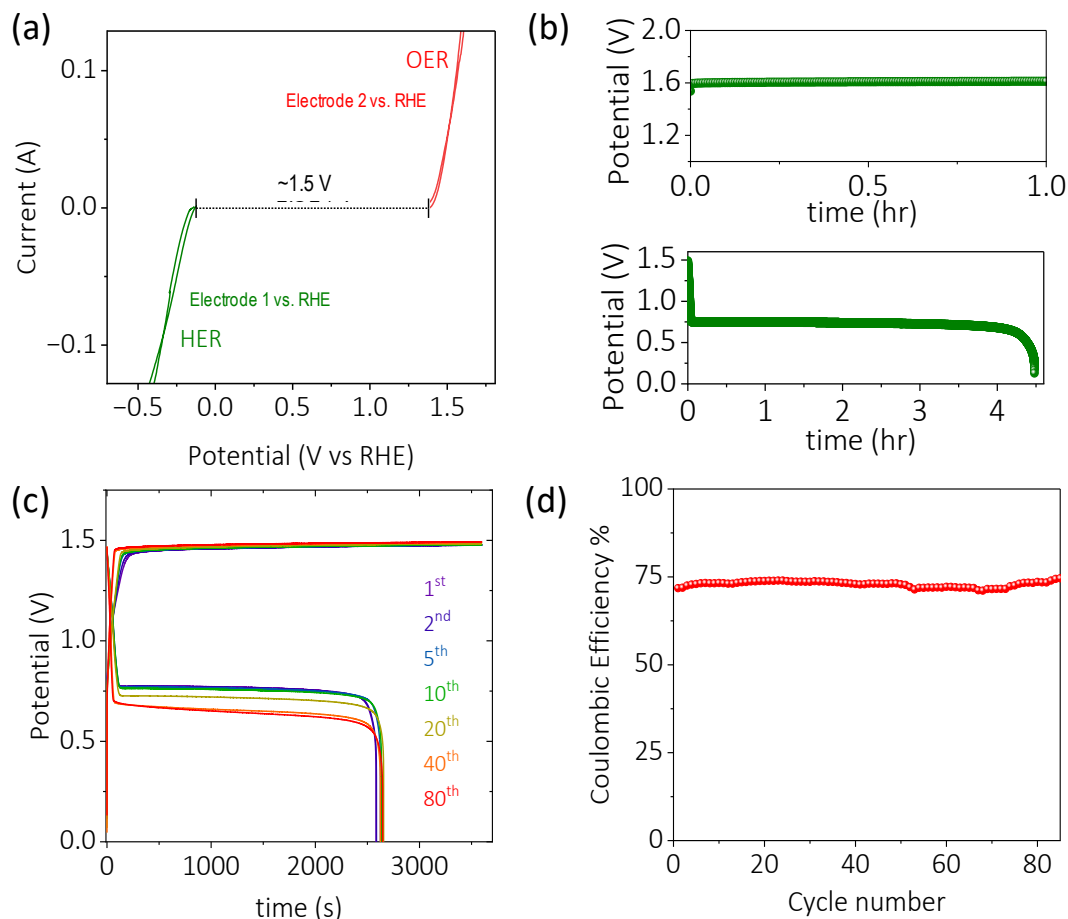 (a)
OER
Electrode 2 vs. RHE
~1.5 V
Electrode 1 vs. RHE
HER
0.1
0.0
−0.1
Current (A)
−0.5
0.0
0.5
1.0
1.5
Potential (V vs RHE)
(b)
2.0
1.6
1.2
Potential (V)
0.0
0.5
1.0
time (hr)
1.5
1.0
0.5
0.0
Potential (V)
0
1
2
3
4
time (hr)
(c)
1.5
1.0
0.5
0.0
Potential (V)
1st
2nd
5th
10th
20th
40th
80th
0
1000
2000
3000
time (s)
(d)
100
75
50
25
0
Coulombic Efficiency %
0
20
40
60
80
Cycle number